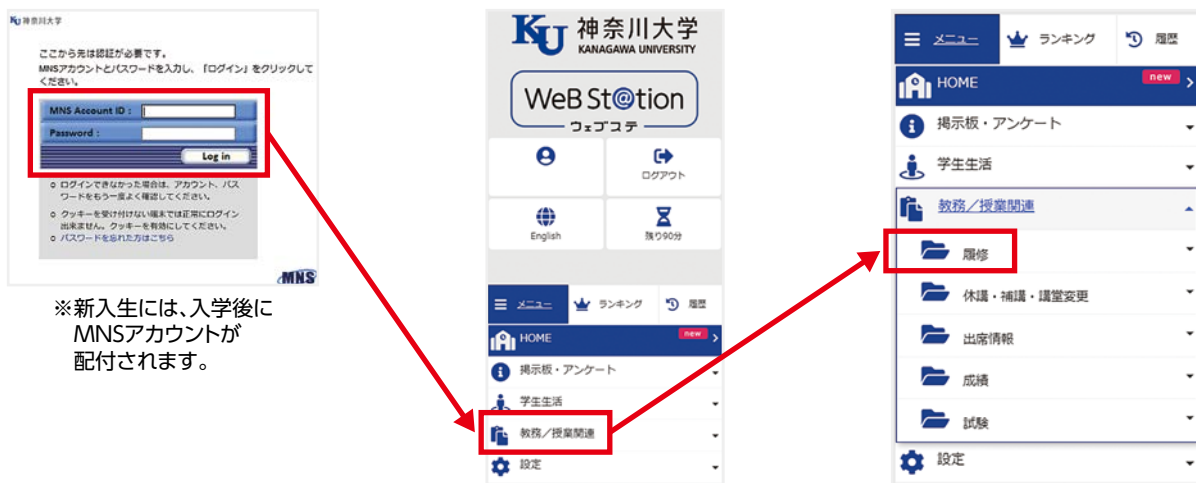 KU 神奈川大学
ここから先は認証が必要です。
MNSアカウントとパスワードを入力し、「ログイン」をクリックして
ください。
MNS Account ID :
Password :
Log in
ログインできなかった場合は、アカウント、パス
ワードをもう一度よく確認してください。
クッキーを受け付けない端末では正常にログイン
出来ません。クッキーを有効にしてください。
パスワードを忘れた方はこちら
MNS
※新入生には、入学後に
MNSアカウントが
配付されます。
KU 神奈川大学
KANAGAWA UNIVERSITY
WeB St@tion
ウェブステ
ログアウト
English
残り90分
メニュー
ランキング
履歴
HOME
new
掲示板・アンケート
学生生活
教務/授業関連
設定
メニュー
ランキング
履歴
HOME
new
掲示板・アンケート
学生生活
教務/授業関連
履修
休講・補講・講堂変更
出席情報
成績
試験
設定